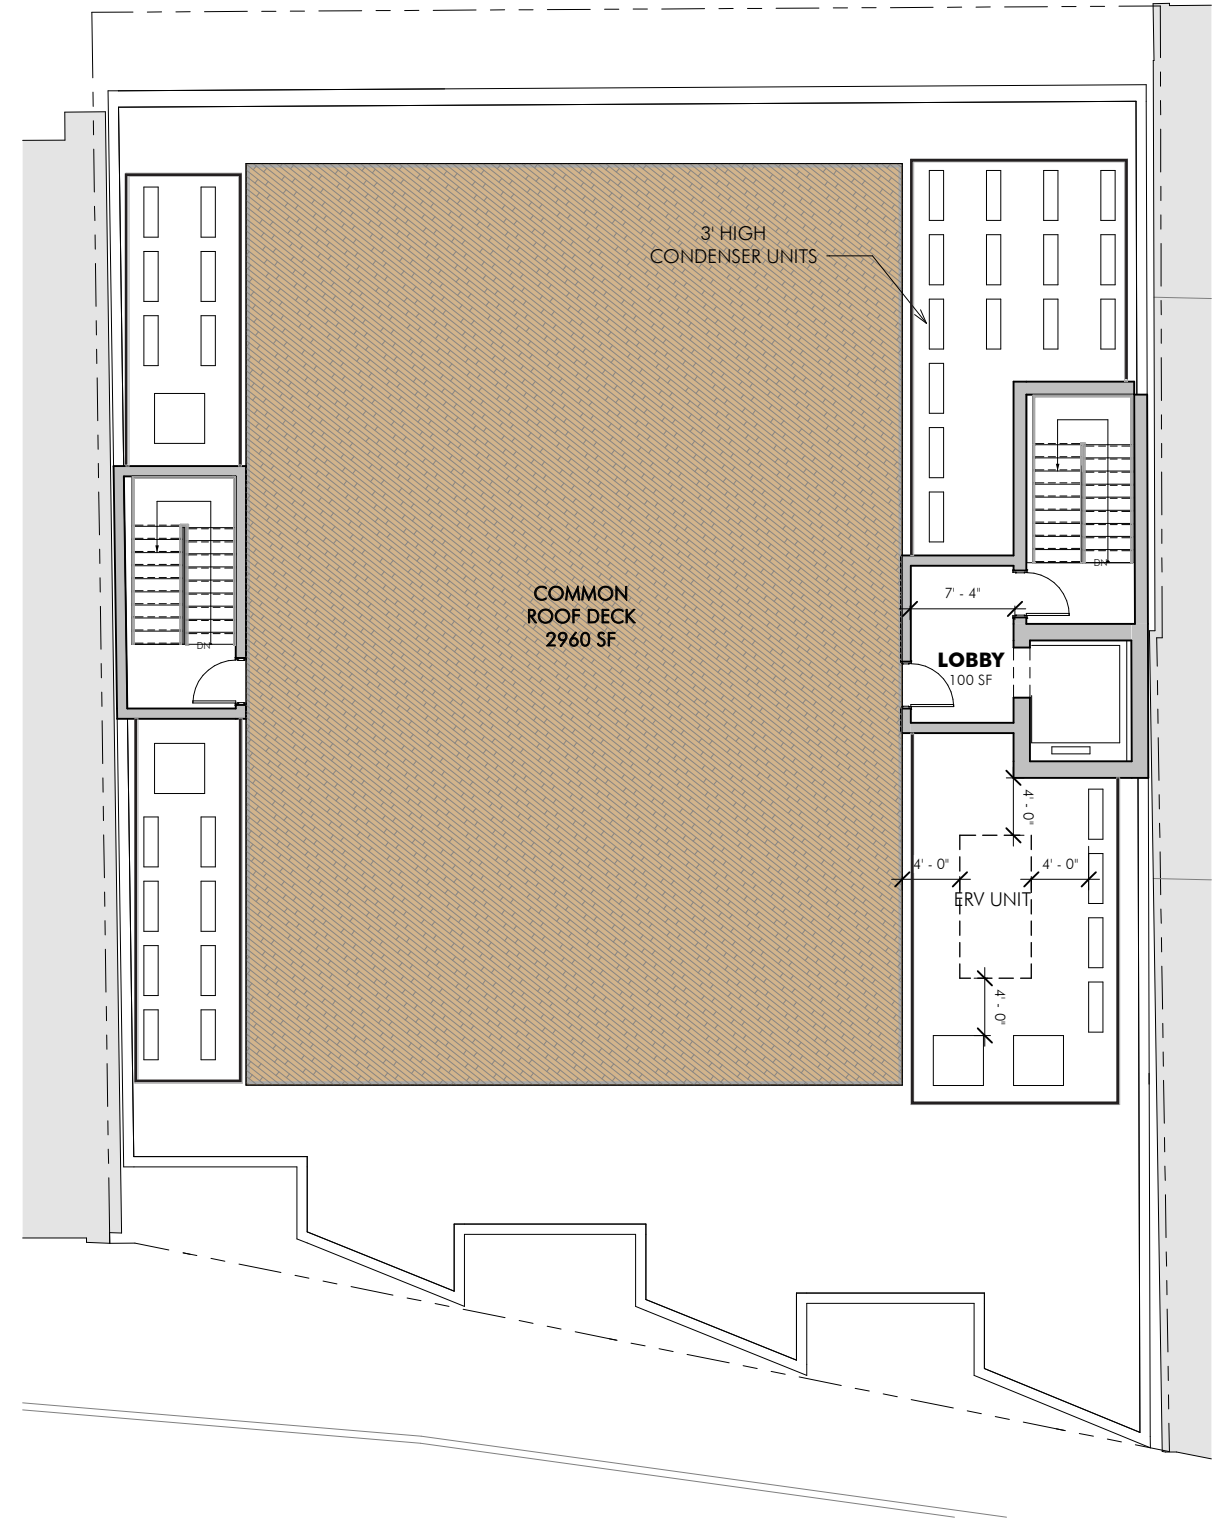 3' HIGH
CONDENSER UNITS
DN
7' - 4"
COMMON
ROOF DECK
2960 SF
DN
LOBBY
100 SF
4' - 0"
4' - 0"
4' - 0"
ERV UNIT
4' - 0"